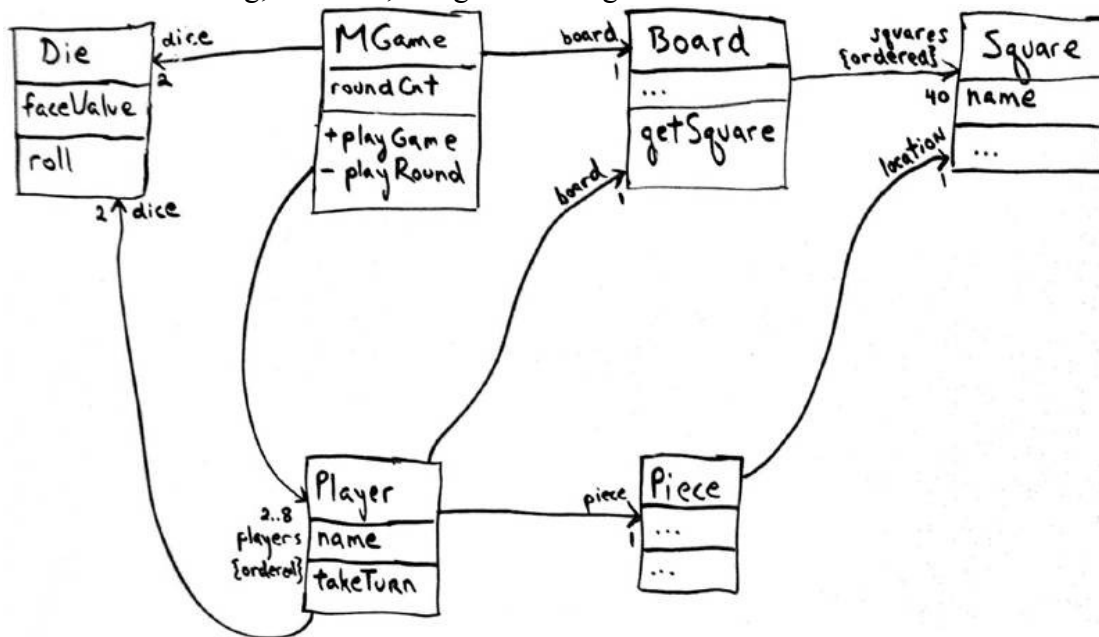 Die
faceValue
roll
dice
2
MGame
roundCnt
+ playGame
- playRound
board
1
Board
...
getSquare
squares
{ordered}
40
Square
name
...
2
dice
board
1
location
1
2..8
players
{ordered}
Player
name
takeTurn
piece
1
Piece
...
...